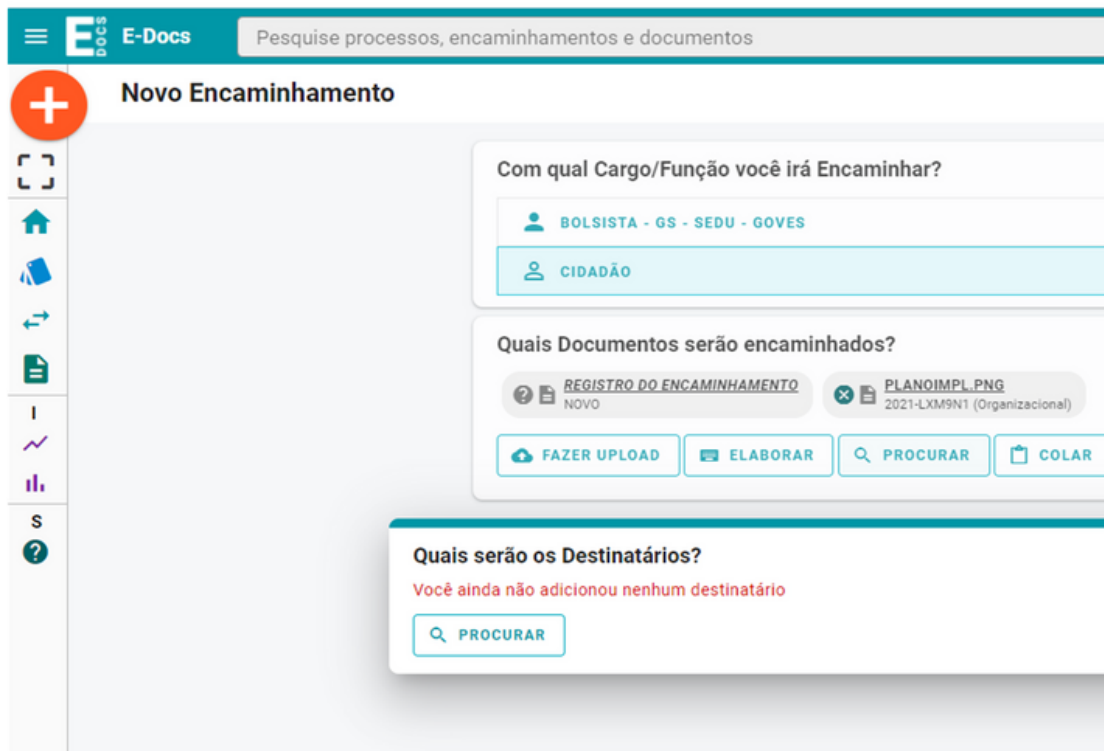 E DOCS E-Docs Pesquise processos, encaminhamentos e documentos
Novo Encaminhamento
Com qual Cargo/Função você irá Encaminhar?
BOLSISTA - GS - SEDU - GOVES
CIDADÃO
Quais Documentos serão encaminhados?
REGISTRO DO ENCAMINHAMENTO
NOVO
PLANOIMPL.PNG
2021-LXM9N1 (Organizacional)
FAZER UPLOAD ELABORAR PROCURAR COLAR
I
S
Quais serão os Destinatários?
Você ainda não adicionou nenhum destinatário
PROCURAR